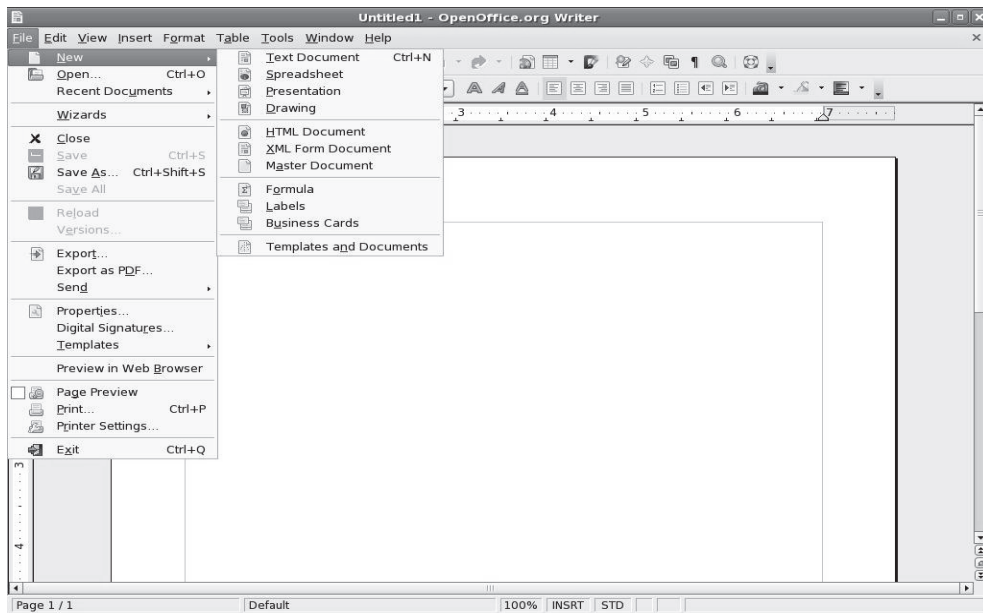 Untitled1 - OpenOffice.org Writer
File Edit View Insert Format Table Tools Window Help
New
Open... Ctrl+O
Recent Documents
Wizards
Close
Save Ctrl+S
Save As... Ctrl+Shift+S
Save All
Reload
Versions...
Export...
Export as PDF...
Send
Properties...
Digital Signatures...
Templates
Preview in Web Browser
Page Preview
Print... Ctrl+P
Printer Settings...
Exit Ctrl+Q
Text Document Ctrl+N
Spreadsheet
Presentation
Drawing
HTML Document
XML Form Document
Master Document
Formula
Labels
Business Cards
Templates and Documents
3 4 5 6 7
3
4
Page 1 / 1 Default 100% INSRT STD